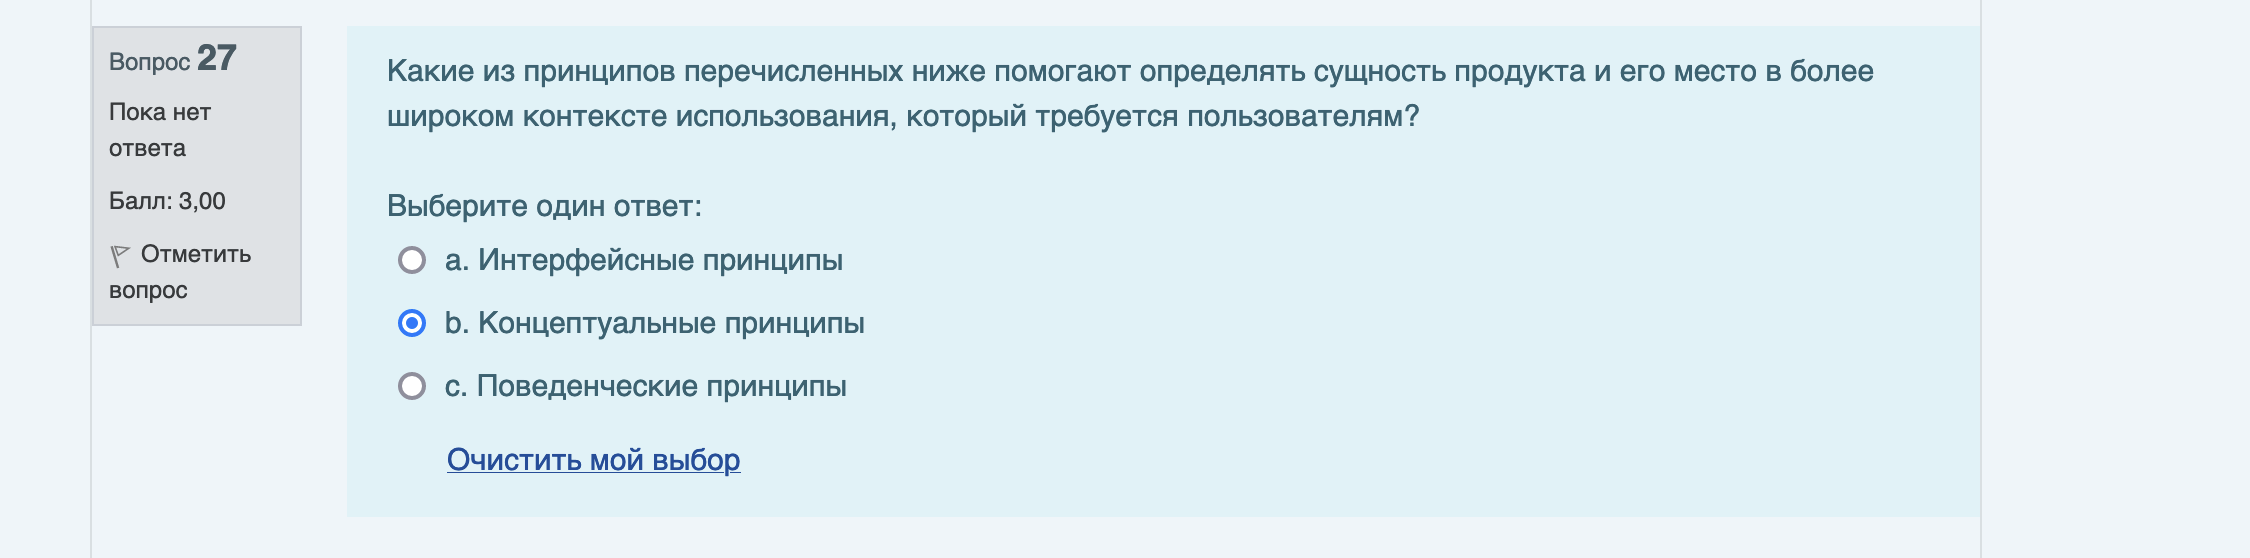 Вопрос 27
Пока нет
ответа
Балл: 3,00
Отметить
вопрос
Какие из принципов перечисленных ниже помогают определять сущность продукта и его место в более
широком контексте использования, который требуется пользователям?
Выберите один ответ:
a. Интерфейсные принципы
b. Концептуальные принципы
c. Поведенческие принципы
Очистить мой выбор